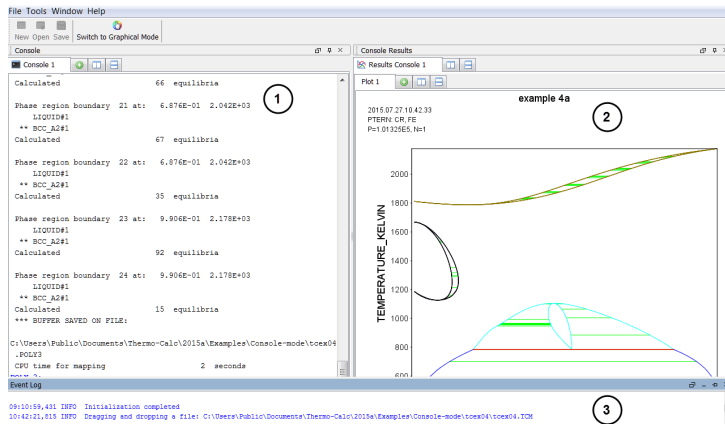 File Tools Window Help
New Open Save Switch to Graphical Mode
Console
Console 1
Calculated 66 equilibria
1
Phase region boundary 21 at: 6.876E-01 2.042E+03
LIQUID#1
** BCC_A2#1
Calculated 67 equilibria
Phase region boundary 22 at: 6.876E-01 2.042E+03
LIQUID#1
** BCC_A2#1
Calculated 35 equilibria
Phase region boundary 23 at: 9.906E-01 2.178E+03
LIQUID#1
** BCC_A2#1
Calculated 92 equilibria
Phase region boundary 24 at: 9.906E-01 2.178E+03
LIQUID#1
** BCC_A2#1
Calculated 15 equilibria
*** BUFFER SAVED ON FILE:
C:\Users\Public\Documents\Thermo-Calc\2015a\Examples\Console-mode\tcex04
.POLY3
CPU time for mapping 2 seconds
Console Results
Results Console 1
Plot 1
example 4a
2015.07.27.10.42.33
PTERN: CR, FE
P=1.01325E5, N=1
2
TEMPERATURE_KELVIN
2000
1800
1600
1400
1200
1000
800
600
Event Log
09:10:59,431 INFO Initialization completed
10:42:21,815 INFO Dragging and dropping a file: C:\Users\Public\Documents\Thermo-Calc\2015a\Examples\Console-mode\tcex04\tcex04.TCM
3